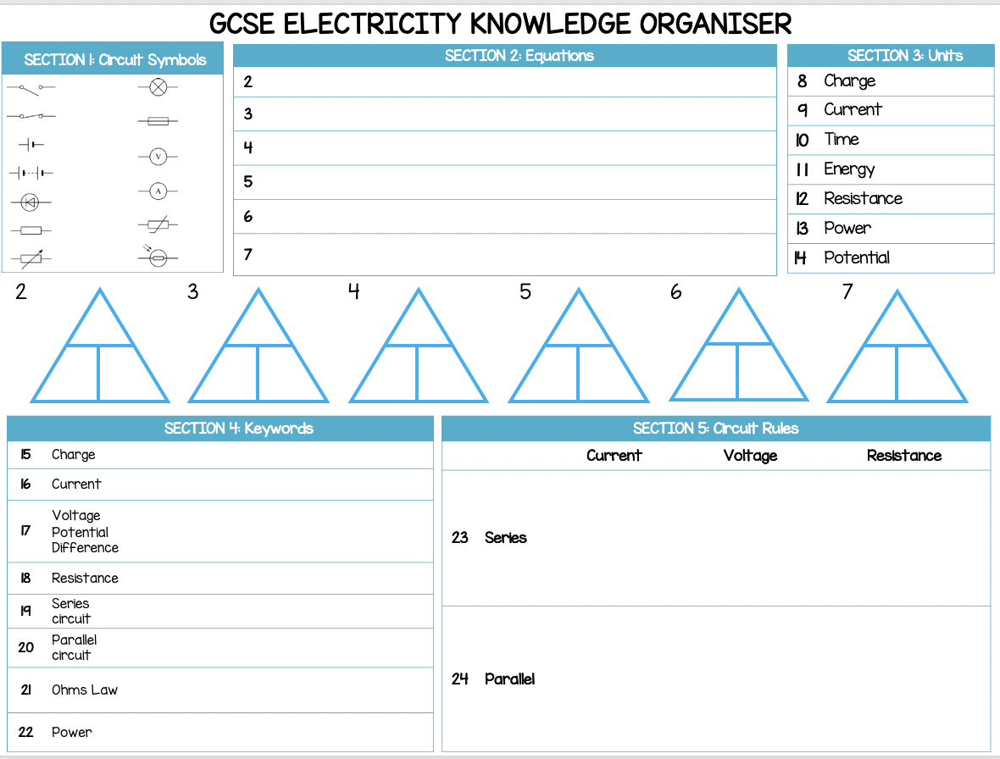 GCSE ELECTRICITY KNOWLEDGE ORGANISER
SECTION 1: Circuit Symbols
V
A
SECTION 2: Equations
2
3
4
5
6
7
SECTION 3: Units
8 Charge
9 Current
10 Time
11 Energy
12 Resistance
13 Power
14 Potential
2 3 4 5 6 7
SECTION 4: Keywords
15 Charge
16 Current
17 Voltage
Potential
Difference
18 Resistance
19 Series
circuit
20 Parallel
circuit
21 Ohms Law
22 Power
SECTION 5: Circuit Rules
Current Voltage Resistance
23 Series
24 Parallel